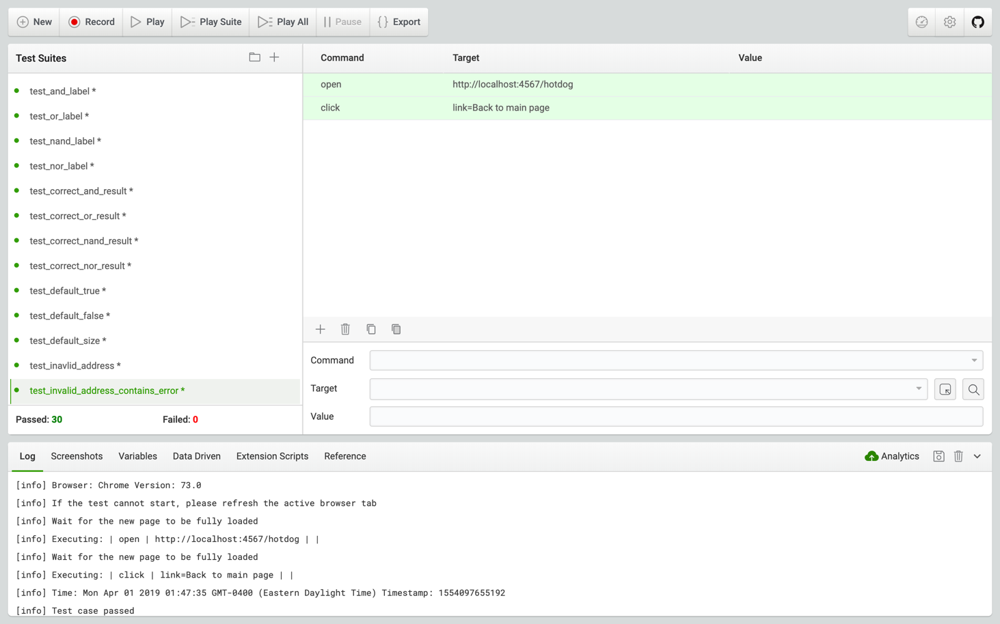 New Record Play Play Suite Play All Pause Export
Test Suites
test_and_label *
test_or_label *
test_nand_label *
test_nor_label *
test_correct_and_result *
test_correct_or_result *
test_correct_nand_result *
test_correct_nor_result *
test_default_true *
test_default_false *
test_default_size *
test_inavlid_address *
test_invalid_address_contains_error *
Passed: 30 Failed: 0
Command Target Value
open http://localhost:4567/hotdog
click link=Back to main page
Command
Target
Value
Log Screenshots Variables Data Driven Extension Scripts Reference Analytics
[info] Browser: Chrome Version: 73.0
[info] If the test cannot start, please refresh the active browser tab
[info] Wait for the new page to be fully loaded
[info] Executing: | open | http://localhost:4567/hotdog | |
[info] Wait for the new page to be fully loaded
[info] Executing: | click | link=Back to main page | |
[info] Time: Mon Apr 01 2019 01:47:35 GMT-0400 (Eastern Daylight Time) Timestamp: 1554097655192
[info] Test case passed